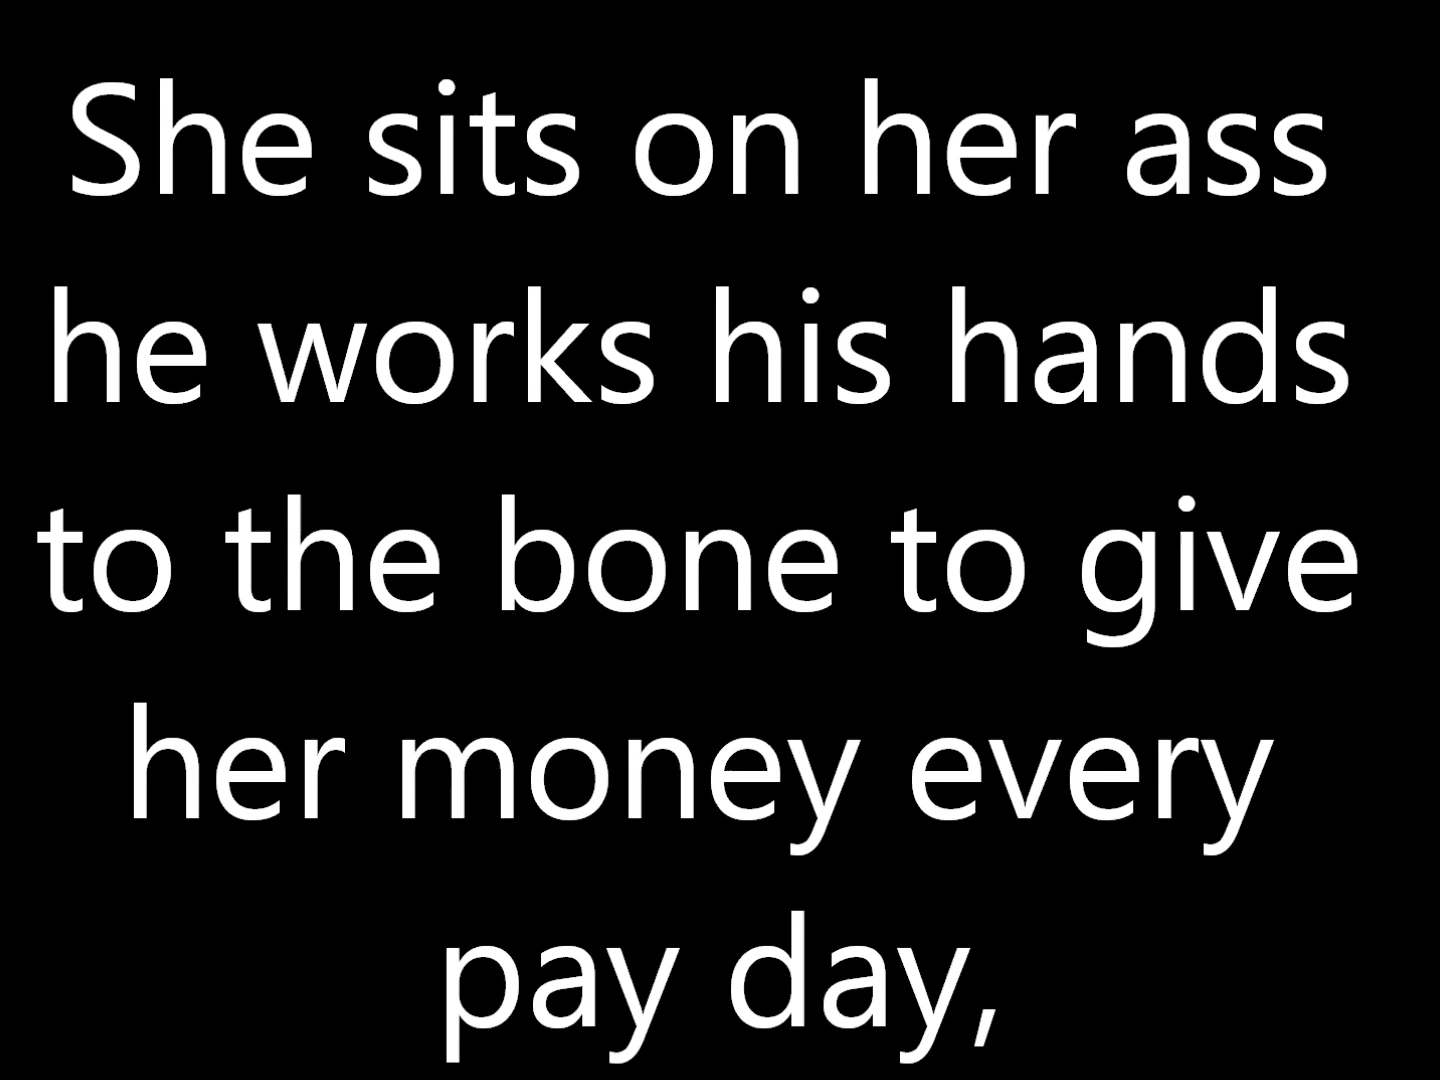 She sits on her ass
he works his hands
to the bone to give
her money every
pay day,